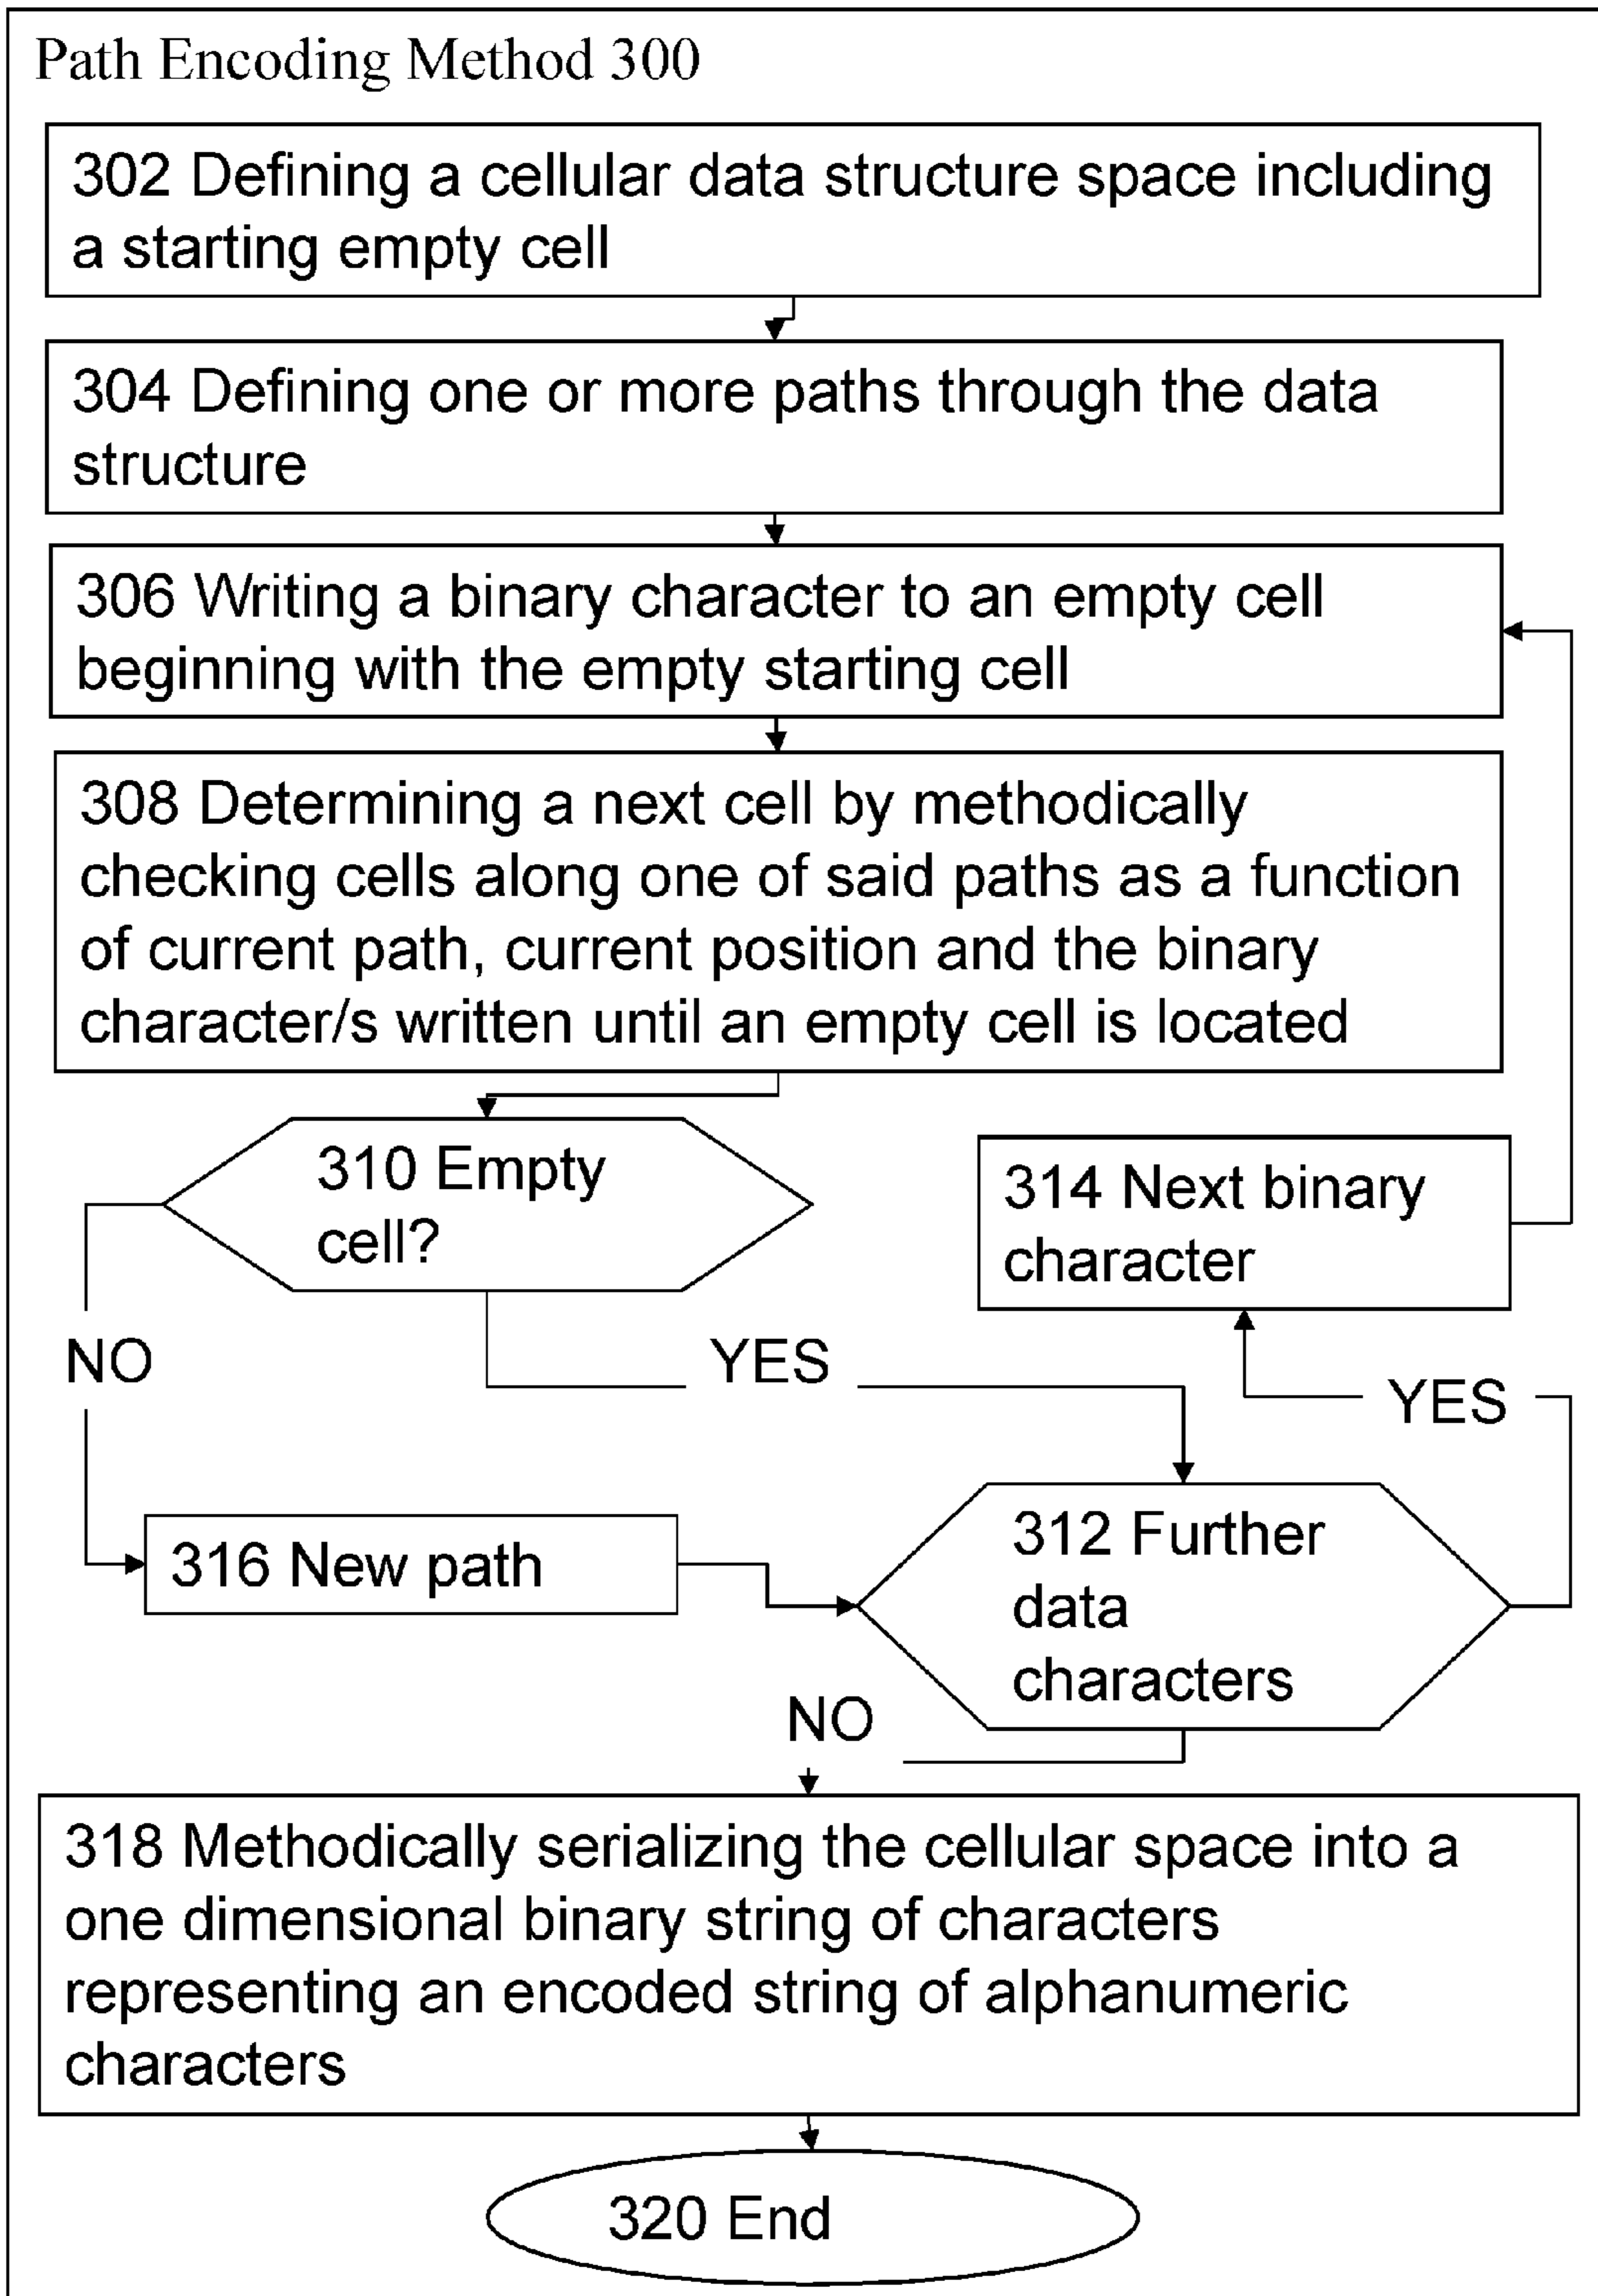 Path Encoding Method 300
302 Defining a cellular data structure space including
a starting empty cell
304 Defining one or more paths through the data
structure
306 Writing a binary character to an empty cell
beginning with the empty starting cell
308 Determining a next cell by methodically
checking cells along one of said paths as a function
of current path, current position and the binary
character/s written until an empty cell is located
310 Empty
cell?
314 Next binary
character
NO
YES
YES
316 New path
312 Further
data
characters
NO
318 Methodically serializing the cellular space into a
one dimensional binary string of characters
representing an encoded string of alphanumeric
characters
320 End